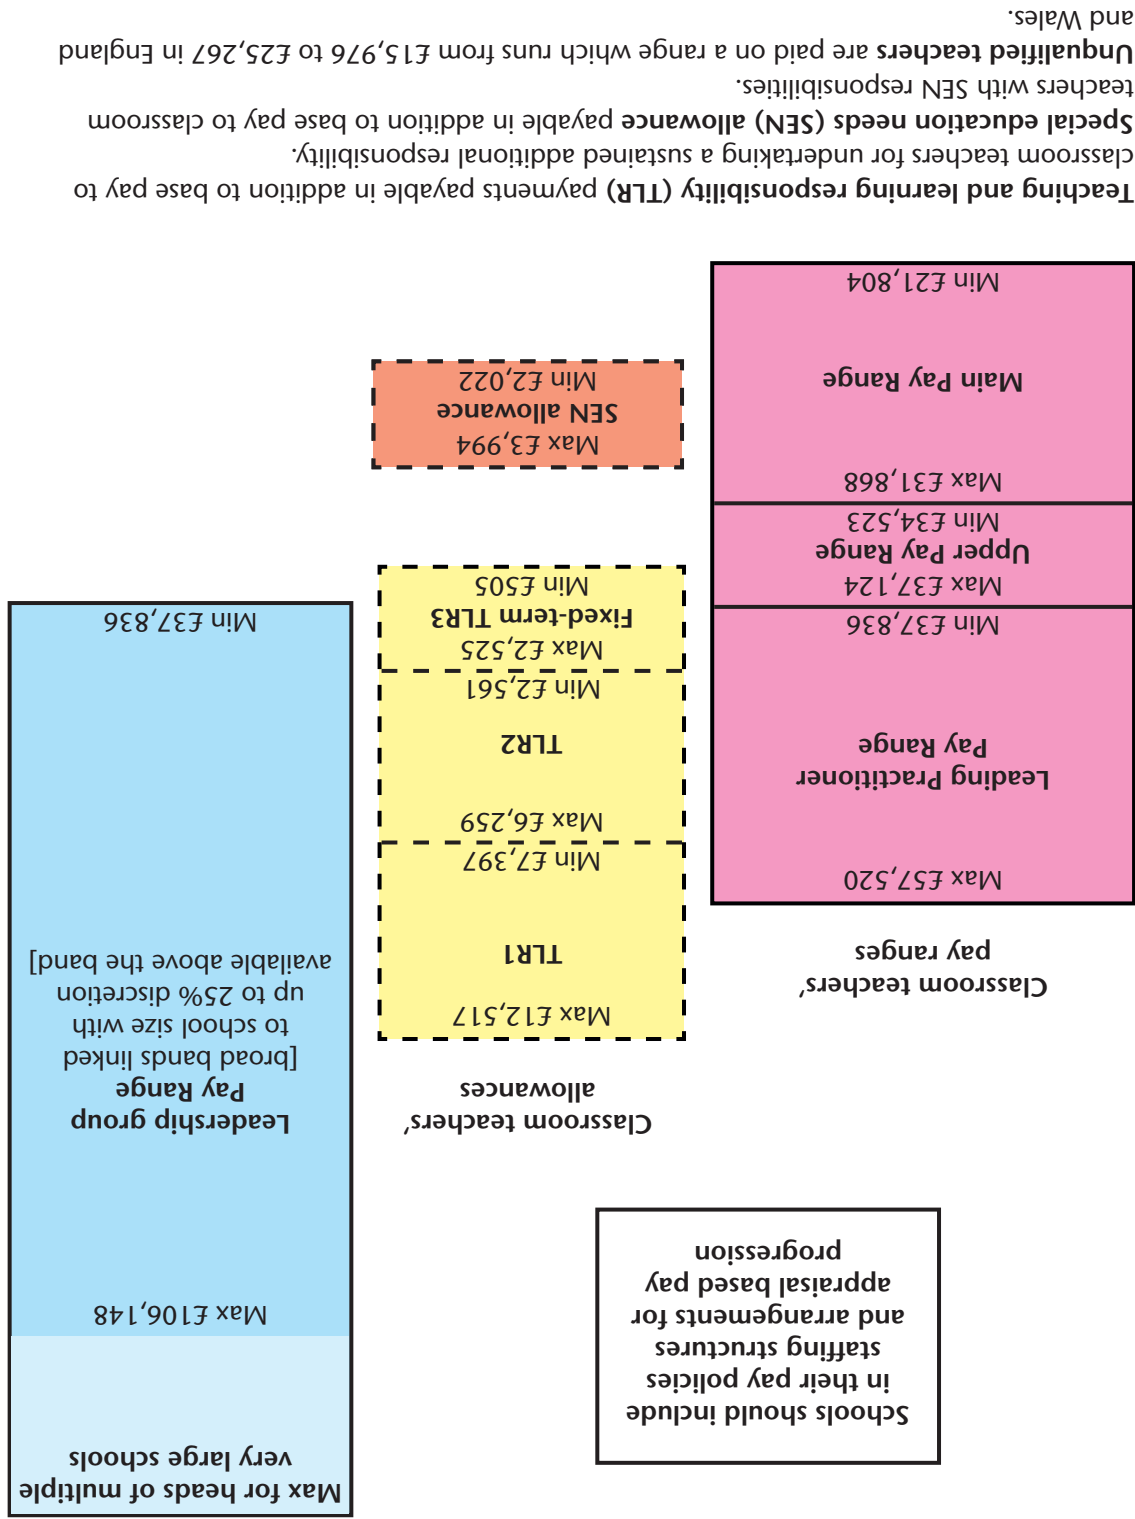 Max for heads of multiple
very large schools
Max £106,148
Leadership group
Pay Range
[broad bands linked
to school size with
up to 25% discretion
available above the band]
Min £37,836
Schools should include
in their pay policies
staffing structures
and arrangements for
appraisal based pay
progression
Classroom teachers’
allowances
Max £12,517
TLR1
Min £7,397
Max £6,259
TLR2
Min £2,561
Max £2,525
Fixed-term TLR3
Min £505
Max £3,994
SEN allowance
Min £2,022
Classroom teachers’
pay ranges
Max £57,520
Leading Practitioner
Pay Range
Min £37,836
Max £37,124
Upper Pay Range
Min £34,523
Max £31,868
Main Pay Range
Min £21,804
Teaching and learning responsibility (TLR) payments payable in addition to base pay to
classroom teachers for undertaking a sustained additional responsibility.
Special education needs (SEN) allowance payable in addition to base pay to classroom
teachers with SEN responsibilities.
Unqualified teachers are paid on a range which runs from £15,976 to £25,267 in England
and Wales.